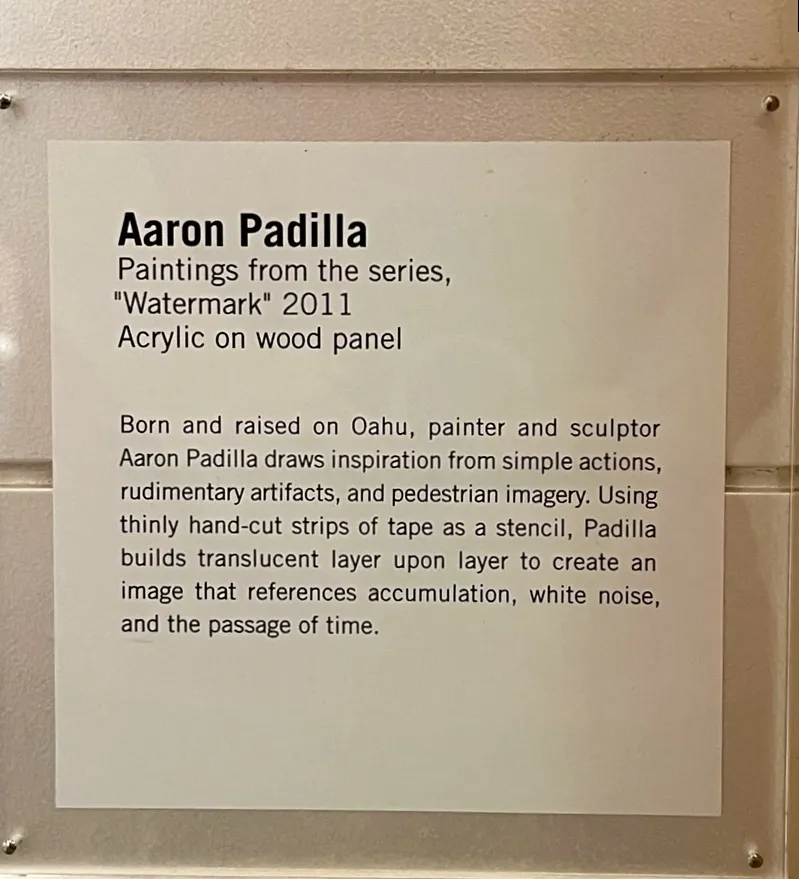 Aaron Padilla
Paintings from the series,
"Watermark" 2011
Acrylic on wood panel
Born and raised on Oahu, painter and sculptor
Aaron Padilla draws inspiration from simple actions,
rudimentary artifacts, and pedestrian imagery. Using
thinly hand-cut strips of tape as a stencil, Padilla
builds translucent layer upon layer to create an
image that references accumulation, white noise,
and the passage of time.